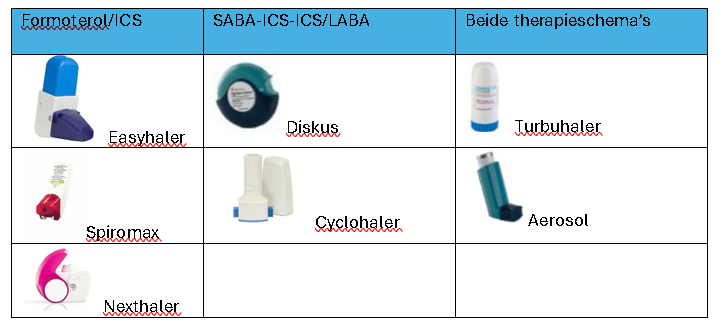 Formoterol/ICS
SABA-ICS-ICS/LABA
Beide therapieschema's
Easyhaler
Diskus
Turbuhaler
Spiromax
Cyclohaler
Aerosol
Nexthaler